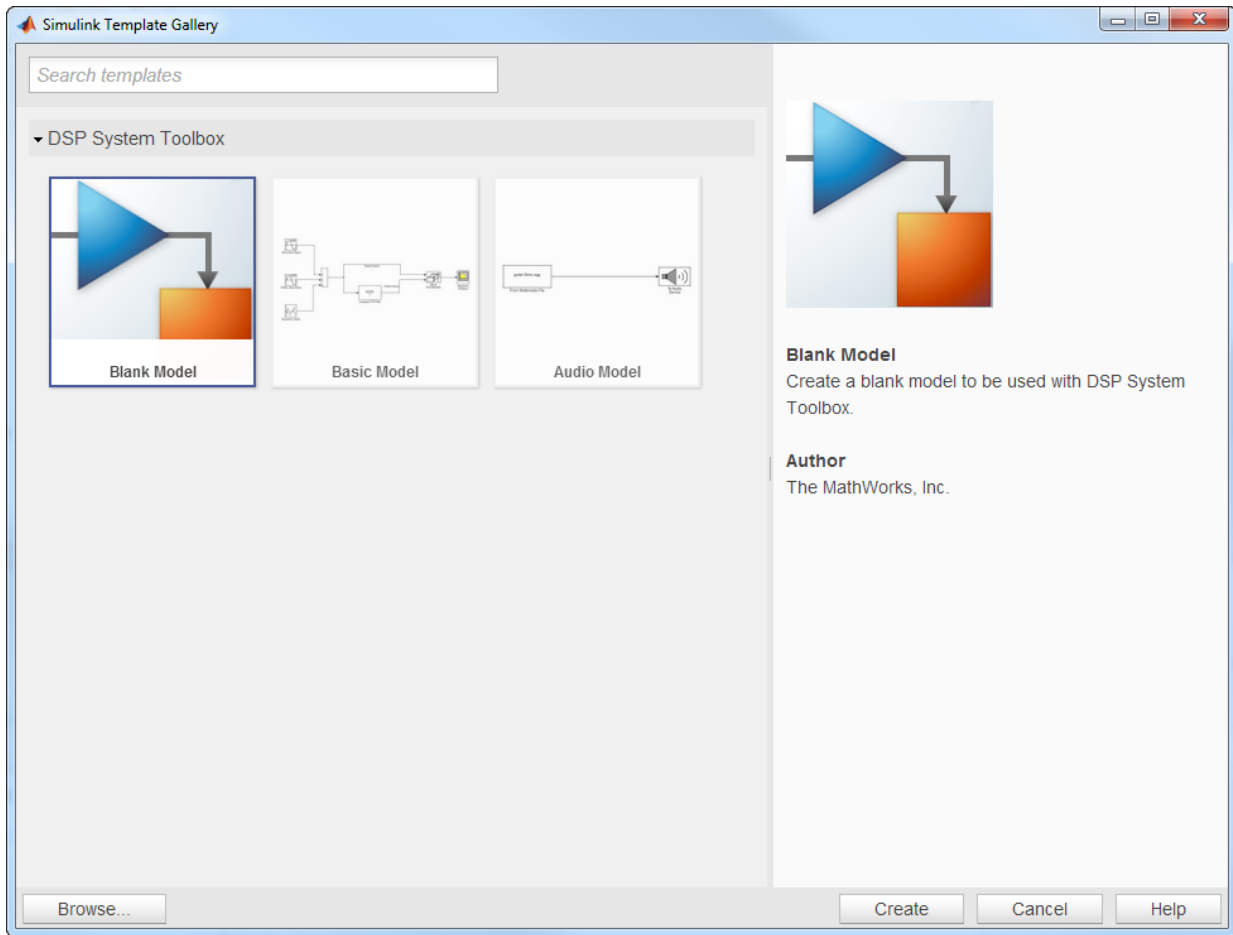 Simulink Template Gallery
Search templates
DSP System Toolbox
Blank Model
Basic Model
Audio Model
Blank Model
Create a blank model to be used with DSP System
Toolbox.
Author
The MathWorks, Inc.
Browse...
Create
Cancel
Help